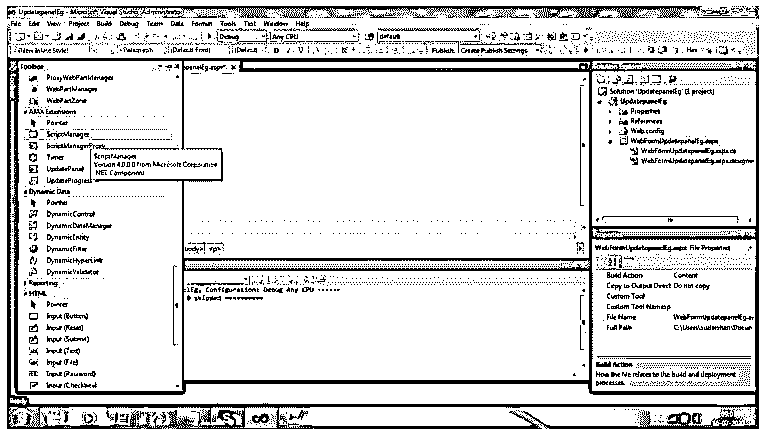 UpdatepanelEg - Microsoft Visual Studio (Administrator)
File Edit View Project Build Debug Team Data Format Tools Test Window Help
Debug Any CPU default
(New Inline Style) Paragraph (Default Font) (Default Publish: Create Publish Settings
Toolbox
ProxyWebPartManager
WebPartManager
WebPartZone
AJAX Extensions
Pointer
ScriptManager
ScriptManagerProxy
Timer
UpdatePanel
UpdateProgress
ScriptManager
Version 4.0.0.0 from Microsoft Corporation
.NET Component
Dynamic Data
Pointer
DynamicControl
DynamicDataManager
DynamicEntity
DynamicFilter
DynamicHyperLink
DynamicValidator
Reporting
HTML
Pointer
Input (Button)
Input (Reset)
Input (Submit)
Input (Text)
Input (File)
Input (Password)
Input (Checkbox)
panelEg.aspx*
body> <p>
Eg, Configuration: Debug Any CPU ------
0 skipped ==========
Solution 'UpdatepanelEg' (1 project)
UpdatepanelEg
Properties
References
Web.config
WebFormUpdatepanelEg.aspx
WebFormUpdatepanelEg.aspx.cs
WebFormUpdatepanelEg.aspx.designer
WebFormUpdatepanelEg.aspx File Properties
Build Action Content
Copy to Output Direct Do not copy
Custom Tool
Custom Tool Namesp
File Name WebFormUpdatepanelEg.as
Full Path C:\Users\sudarshan\Docum
Build Action
How the file relates to the build and deployment
processes.